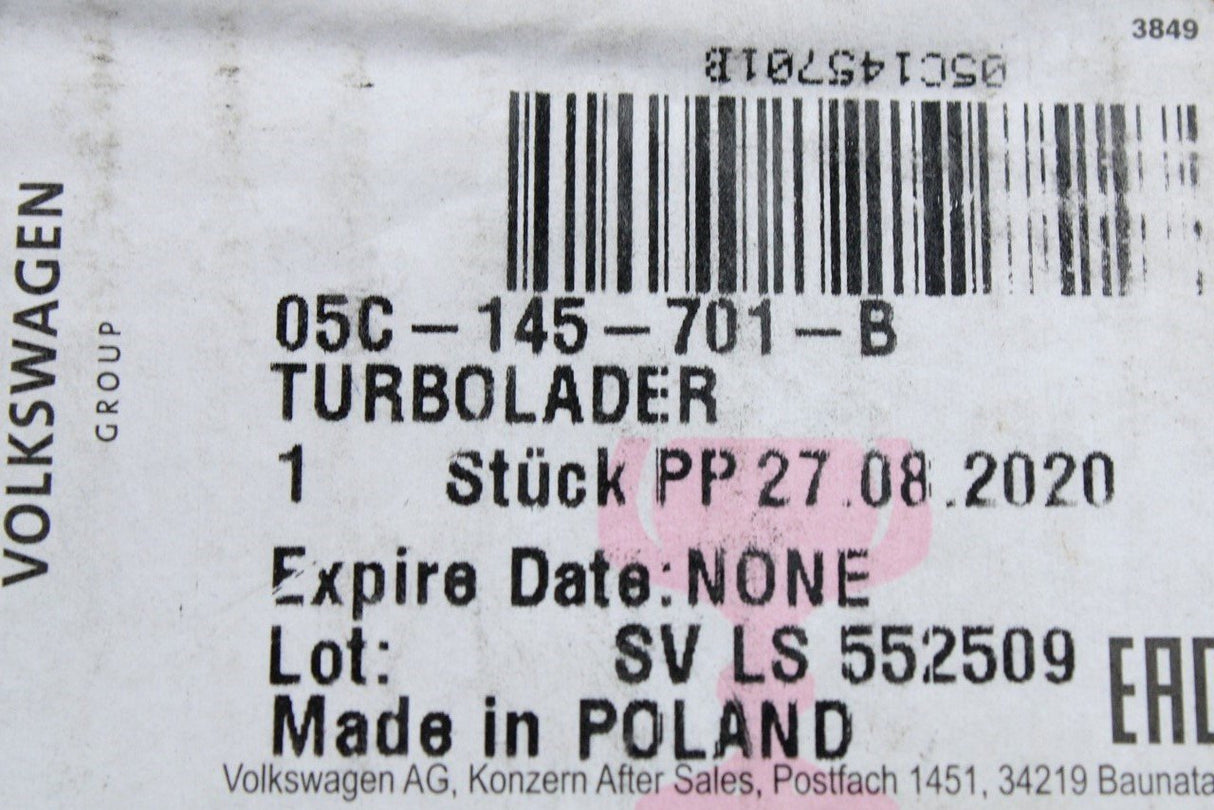 3849
05C145701B
VOLKSWAGEN
GROUP
05C-145-701-B
TURBOLADER
1 Stück PP 27.08.2020
Expire Date:NONE
Lot: SV LS 552509
Made in POLAND
EAC
Volkswagen AG, Konzern After Sales, Postfach 1451, 34219 Baunata